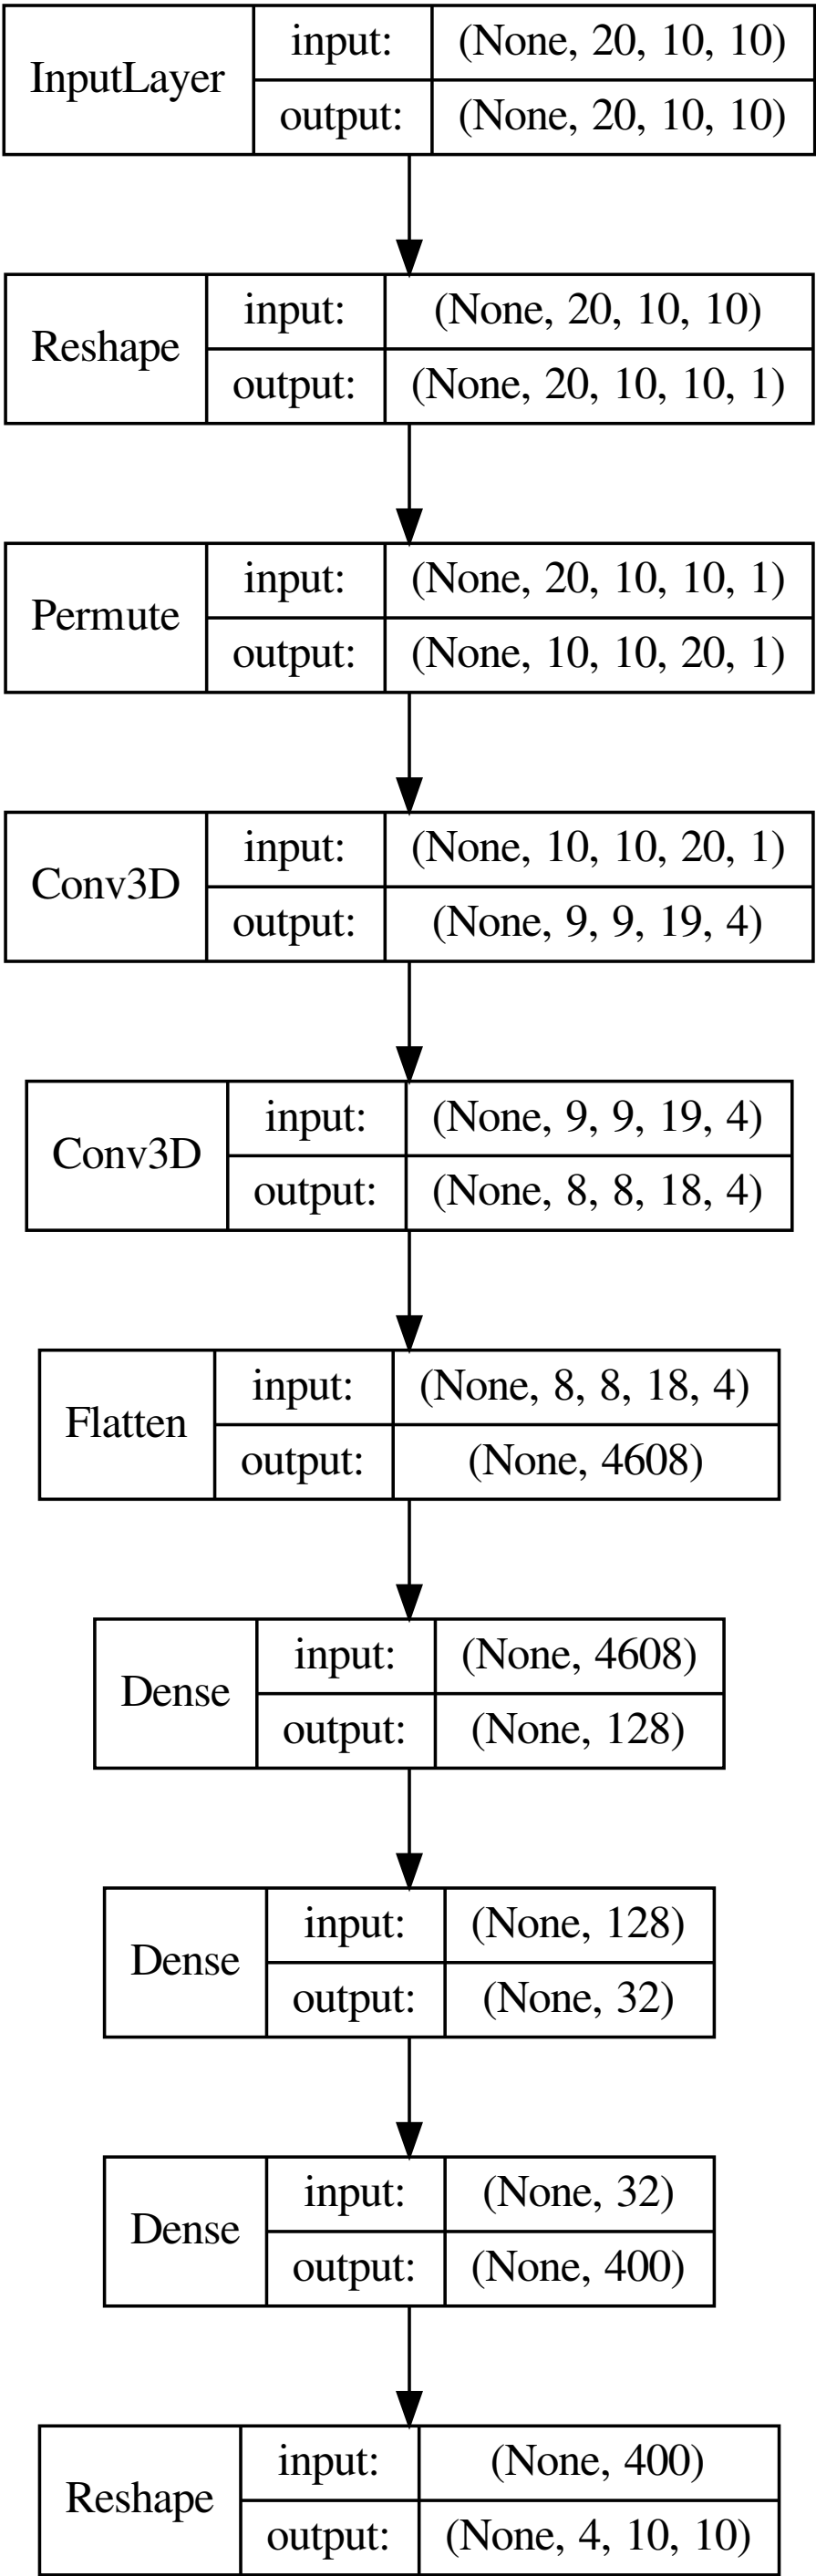 InputLayer
input: (None, 20, 10, 10)
output: (None, 20, 10, 10)
Reshape
input: (None, 20, 10, 10)
output: (None, 20, 10, 10, 1)
Permute
input: (None, 20, 10, 10, 1)
output: (None, 10, 10, 20, 1)
Conv3D
input: (None, 10, 10, 20, 1)
output: (None, 9, 9, 19, 4)
Conv3D
input: (None, 9, 9, 19, 4)
output: (None, 8, 8, 18, 4)
Flatten
input: (None, 8, 8, 18, 4)
output: (None, 4608)
Dense
input: (None, 4608)
output: (None, 128)
Dense
input: (None, 128)
output: (None, 32)
Dense
input: (None, 32)
output: (None, 400)
Reshape
input: (None, 400)
output: (None, 4, 10, 10)